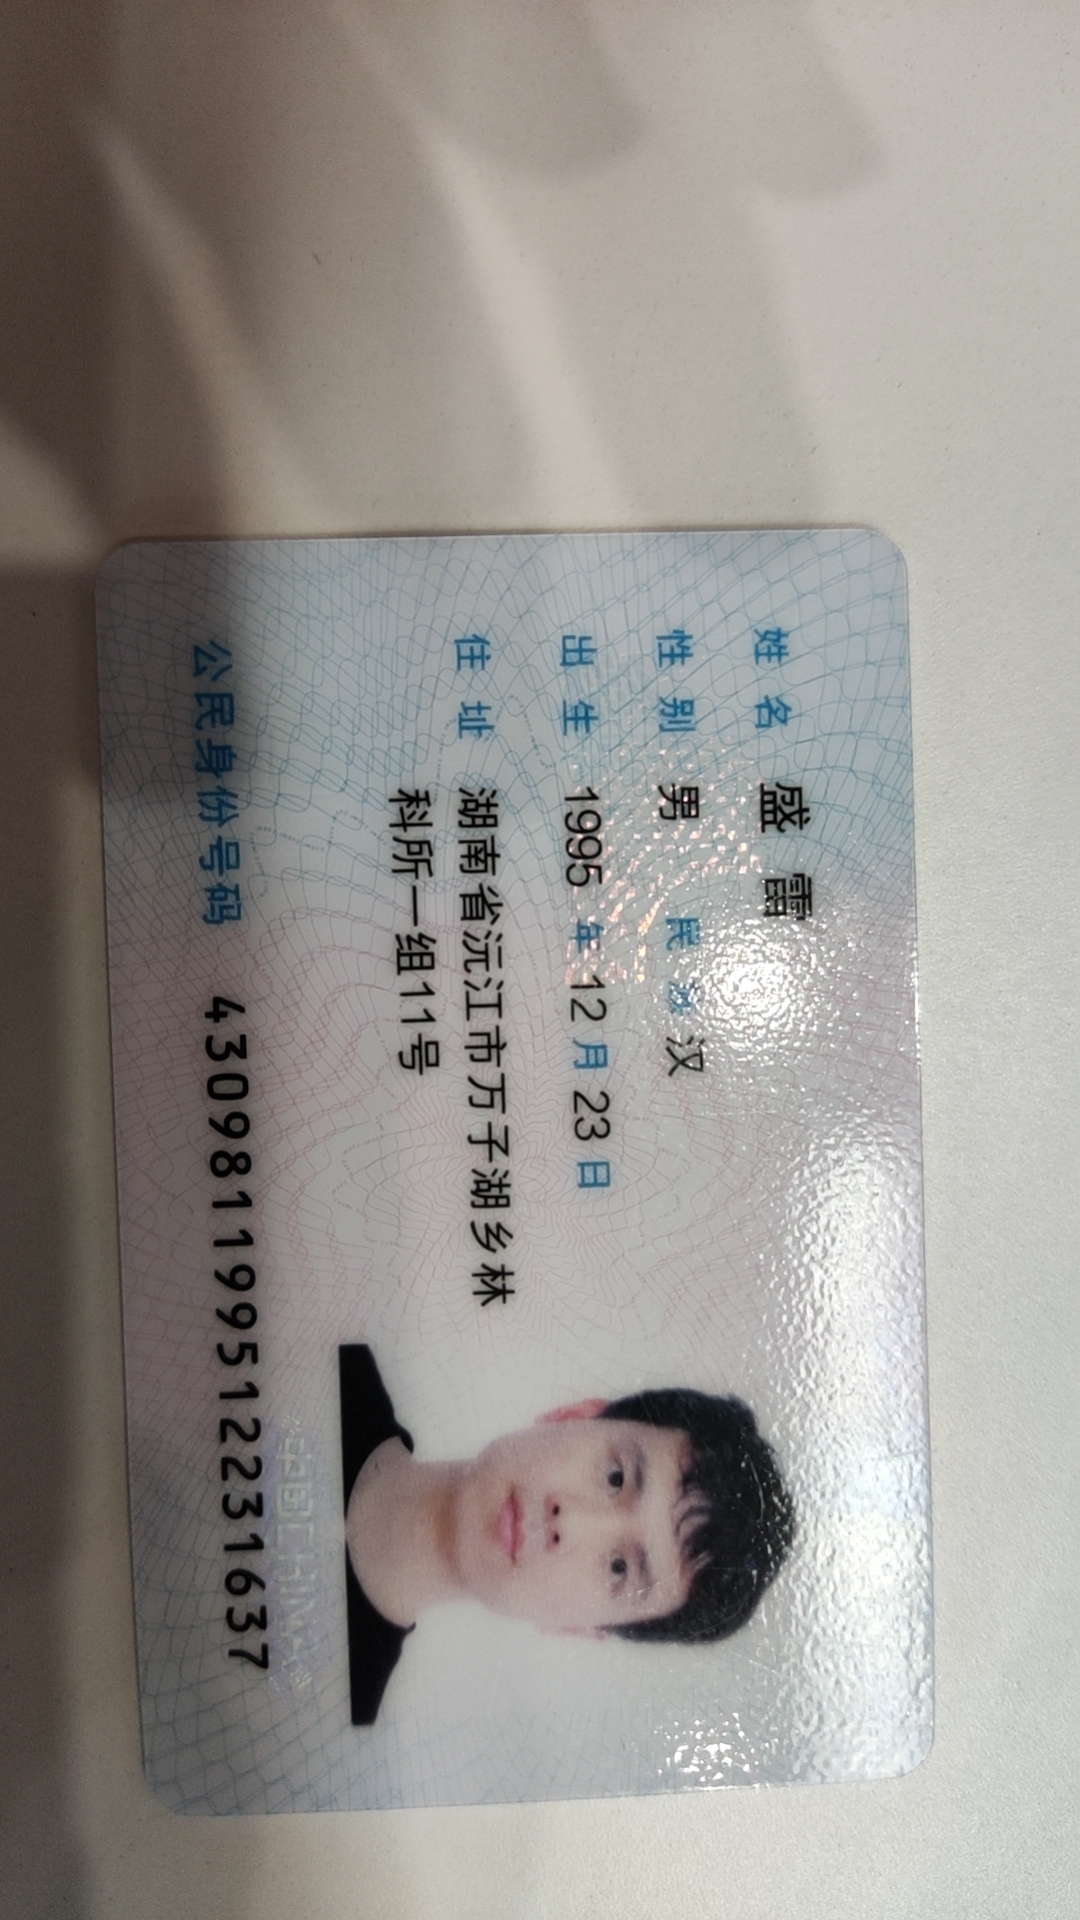 姓名 盛雷
性别 男 民族 汉
出生 1995 年 12 月 23 日
住址 湖南省沅江市万子湖乡林
科所一组11号
中国CHINA
公民身份号码 430981199512231637